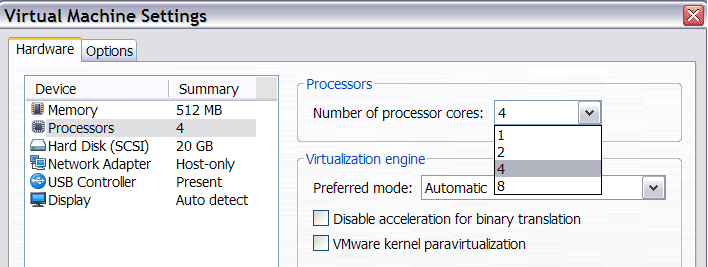 Virtual Machine Settings
Hardware Options
Device Summary
Memory 512 MB
Processors 4
Hard Disk (SCSI) 20 GB
Network Adapter Host-only
USB Controller Present
Display Auto detect
Processors
Number of processor cores: 4
1
2
4
8
Virtualization engine
Preferred mode: Automatic
Disable acceleration for binary translation
VMware kernel paravirtualization